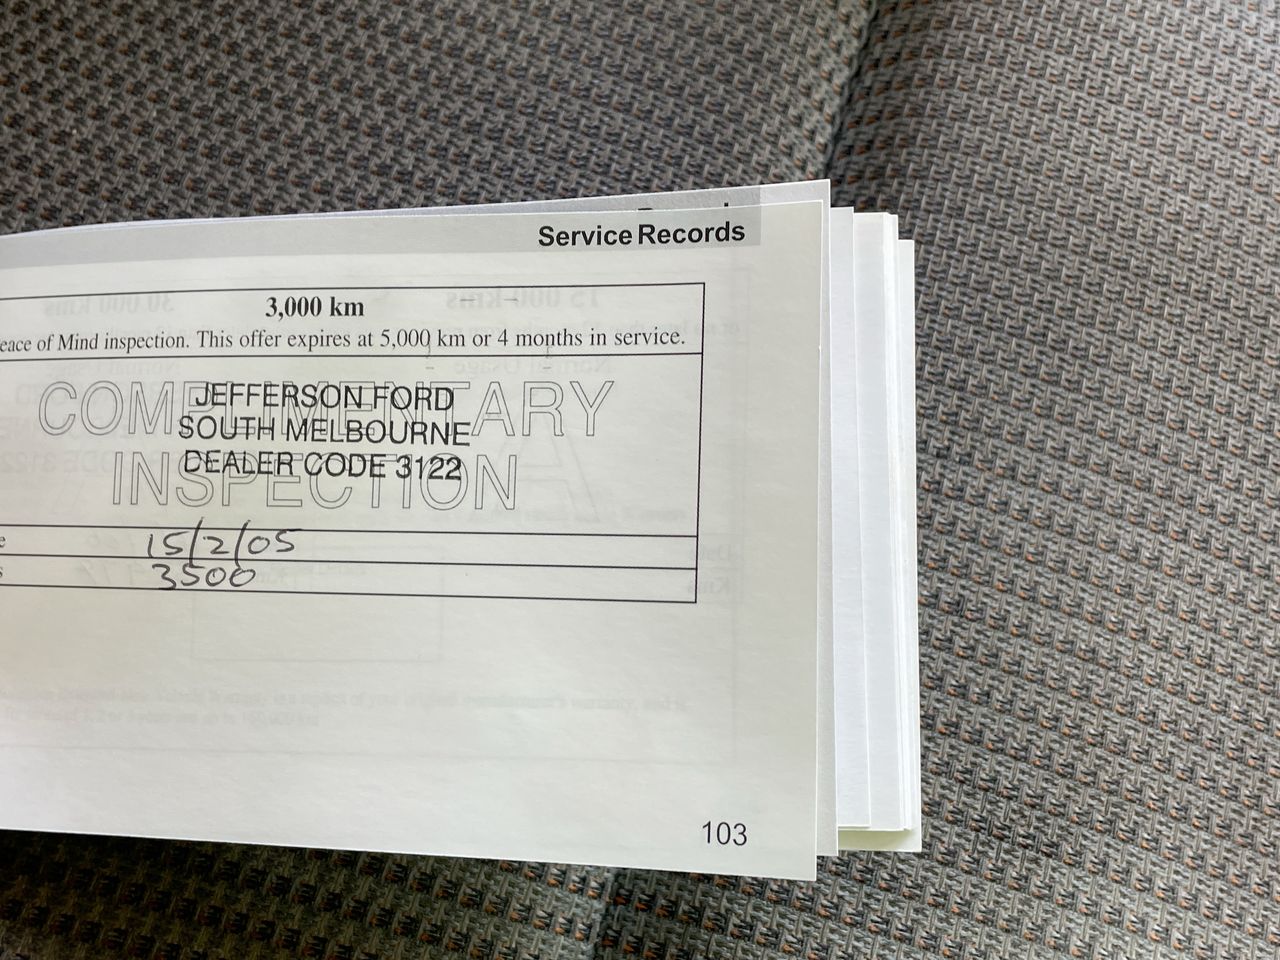 Service Records
3,000 km
eace of Mind inspection. This offer expires at 5,000 km or 4 months in service.
COMPLIMENTARY
INSPECTION
JEFFERSON FORD
SOUTH MELBOURNE
DEALER CODE 3122
15/2/05
3500
103